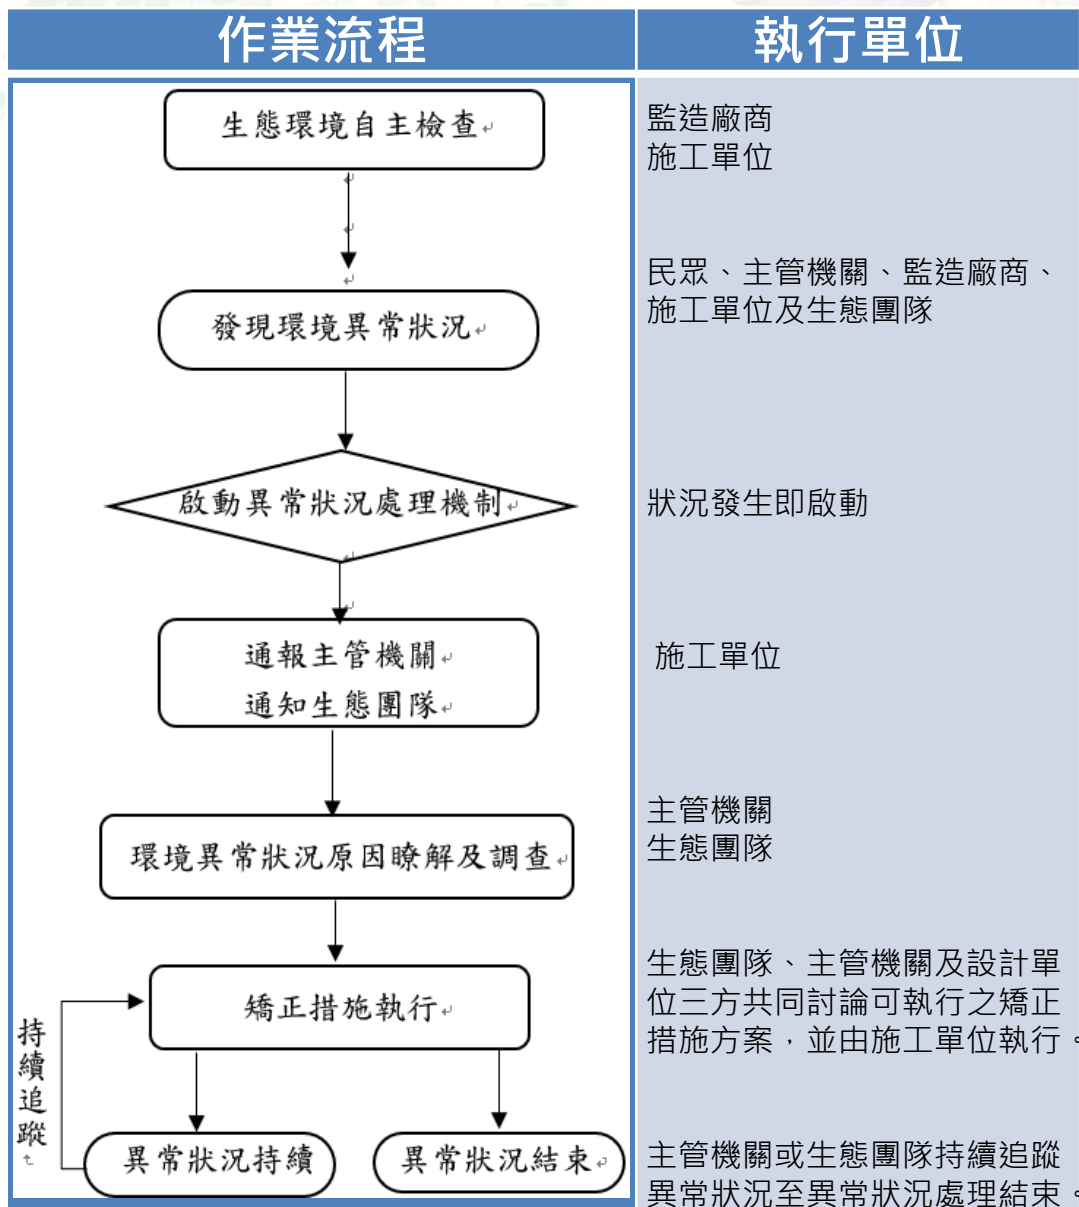 作業流程
執行單位
生態環境自主檢查
監造廠商
施工單位
發現環境異常狀況
民眾、主管機關、監造廠商、
施工單位及生態團隊
啟動異常狀況處理機制
狀況發生即啟動
通報主管機關
通知生態團隊
施工單位
環境異常狀況原因瞭解及調查
主管機關
生態團隊
矯正措施執行
生態團隊、主管機關及設計單
位三方共同討論可執行之矯正
措施方案，並由施工單位執行。
持續追蹤
異常狀況持續
異常狀況結束
主管機關或生態團隊持續追蹤
異常狀況至異常狀況處理結束。